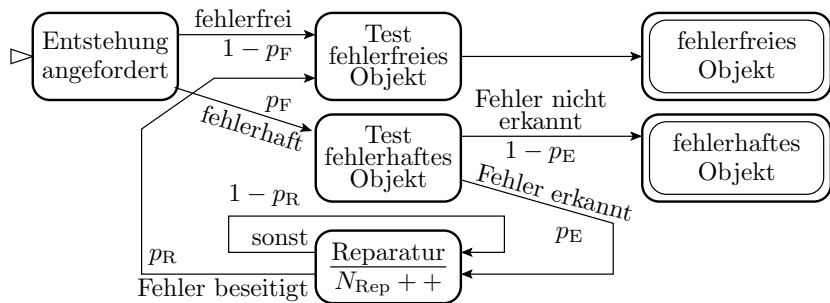 Entstehung
angefordert
fehlerfrei
1 − p_F
p_F
fehlerhaft
Test
fehlerfreies
Objekt
fehlerfreies
Objekt
Test
fehlerhaftes
Objekt
Fehler nicht
erkannt
1 − p_E
fehlerhaftes
Objekt
Fehler erkannt
p_E
1 − p_R
sonst
p_R
Fehler beseitigt
Reparatur
N_Rep + +